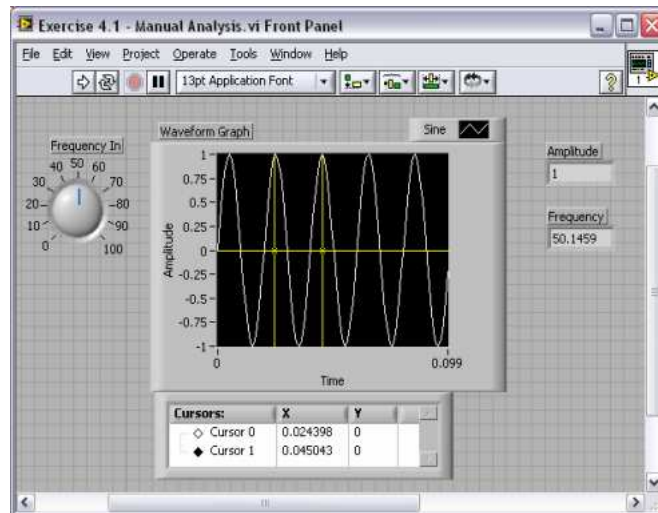 Exercise 4.1 - Manual Analysis.vi Front Panel
File Edit View Project Operate Tools Window Help
13pt Application Font
1
Frequency In
0
10
20
30
40
50
60
70
80
90
100
Waveform Graph
Sine
Amplitude
1
0.75
0.5
0.25
0
-0.25
-0.5
-0.75
-1
0
0.099
Time
Amplitude
1
Frequency
50.1459
Cursors: X Y
Cursor 0 0.024398 0
Cursor 1 0.045043 0